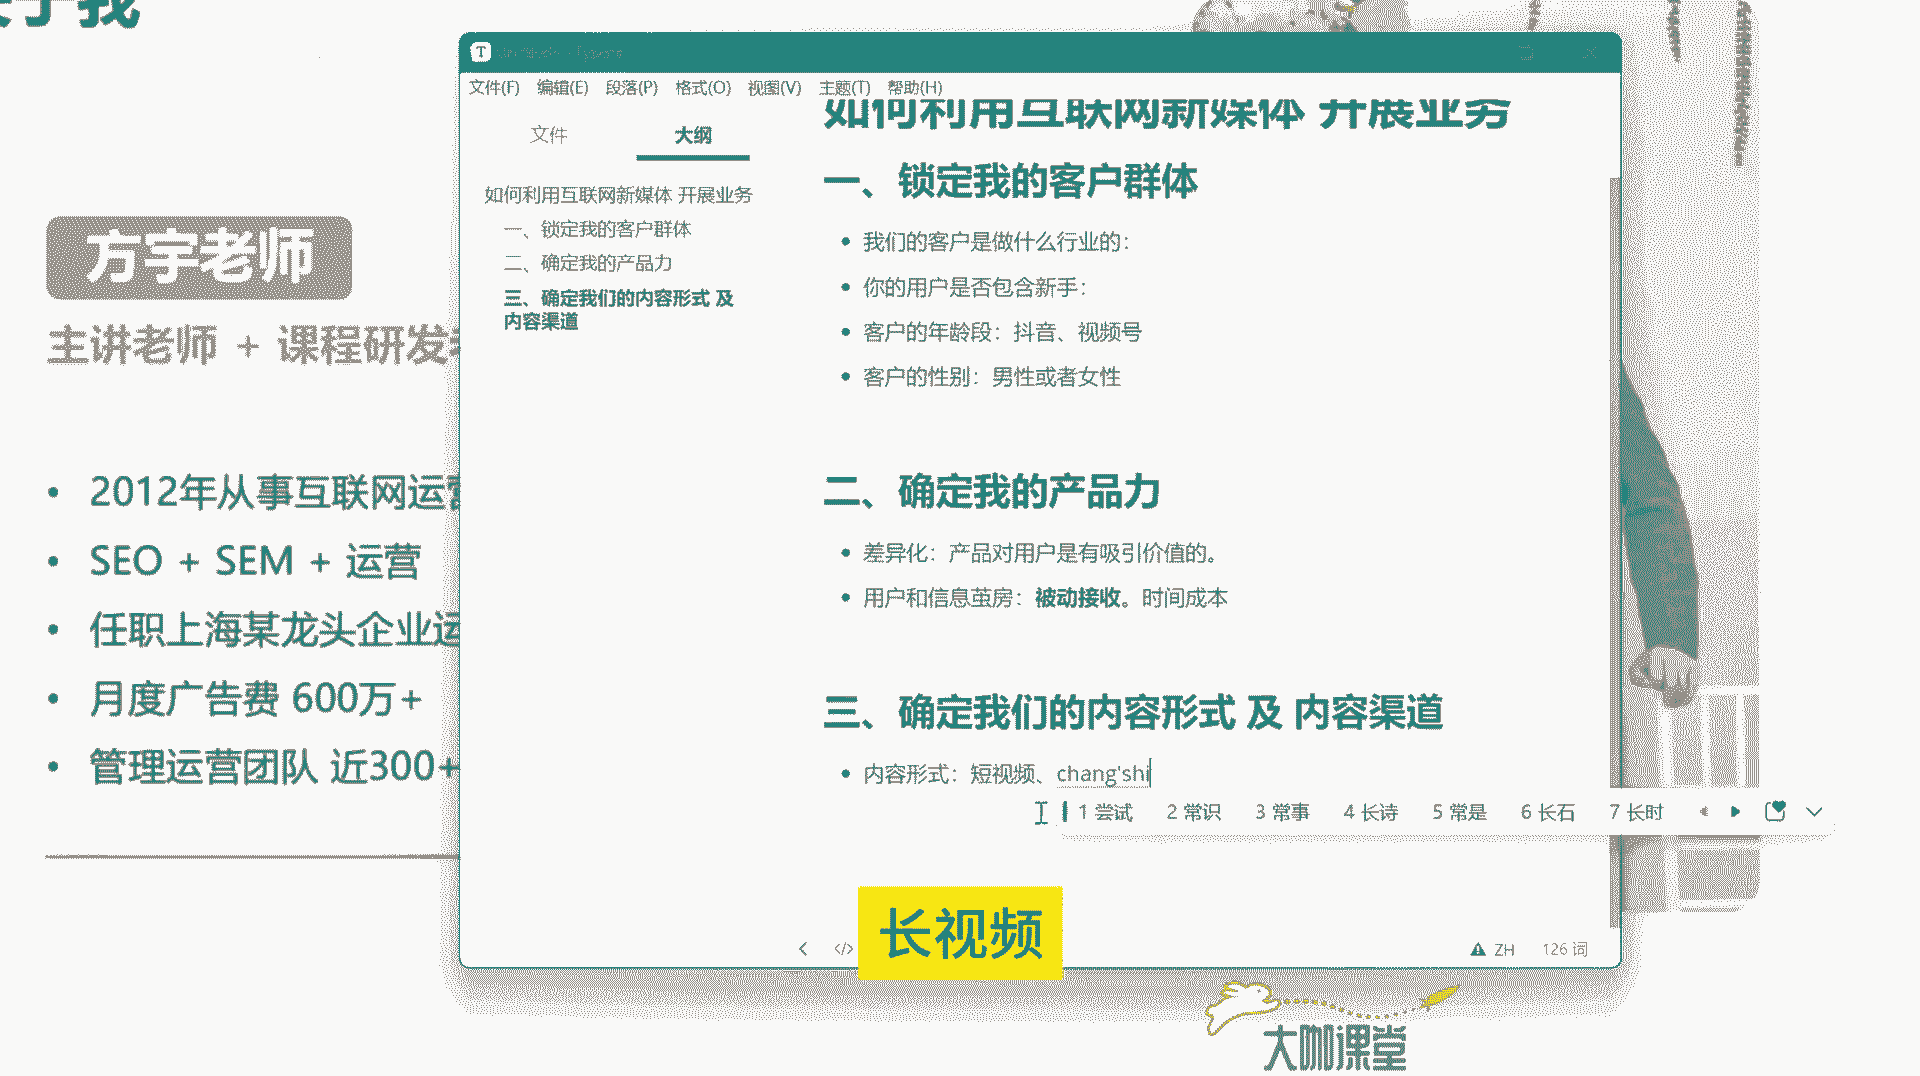 方宇老师
主讲老师 + 课程研发
2012年从事互联网运营
SEO + SEM + 运营
任职上海某龙头企业运
月度广告费 600万+
管理运营团队 近300+
T
文件(F) 编辑(E) 段落(P) 格式(O) 视图(V) 主题(T) 帮助(H)
文件 大纲
如何利用互联网新媒体 开展业务
一、锁定我的客户群体
二、确定我的产品力
三、确定我们的内容形式 及
内容渠道
如何利用互联网新媒体 开展业务
一、锁定我的客户群体
我们的客户是做什么行业的：
你的用户是否包含新手：
客户的年龄段：抖音、视频号
客户的性别：男性或者女性
二、确定我的产品力
差异化：产品对用户是有吸引价值的。
用户和信息茧房：被动接收。时间成本
三、确定我们的内容形式 及 内容渠道
内容形式：短视频、chang'shi
1 尝试 2 常识 3 常事 4 长诗 5 常是 6 长石 7 长时
</>
ZH 126 词
长视频
大咖课堂